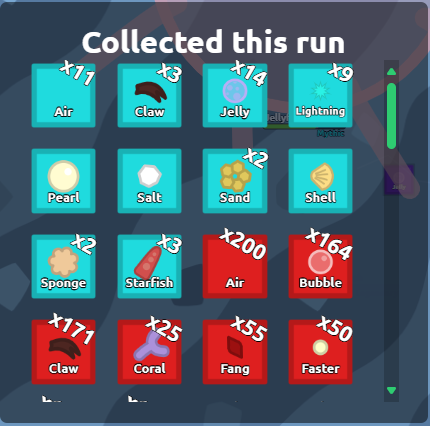 Collected this run
x11
Air
x3
Claw
x14
Jelly
x9
Lightning
Pearl
Salt
x2
Sand
Shell
x2
Sponge
x3
Starfish
x200
Air
x164
Bubble
x171
Claw
x25
Coral
x55
Fang
x50
Faster